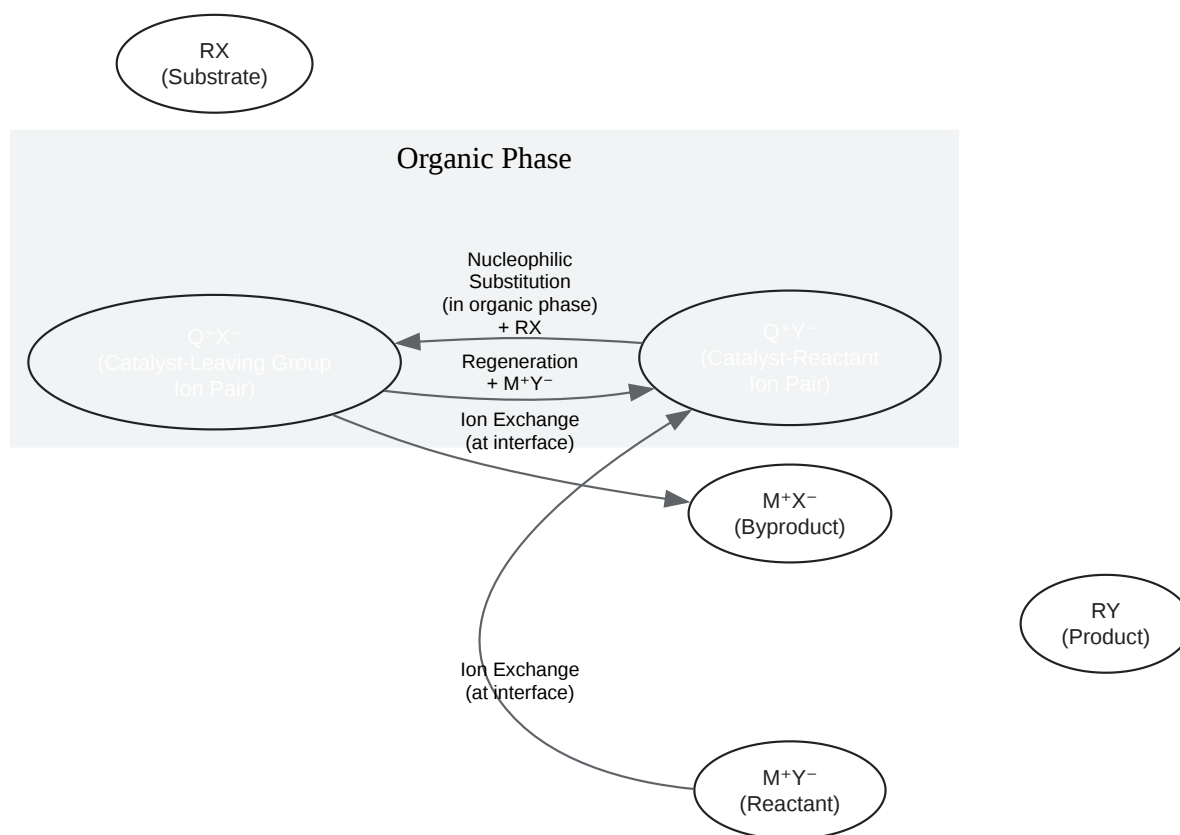 RX
(Substrate)
Organic Phase
Nucleophilic
Substitution
(in organic phase)
+ RX
Q⁺X⁻
(Catalyst-Leaving Group
Ion Pair)
Q⁺Y⁻
(Catalyst-Reactant
Ion Pair)
Regeneration
+ M⁺Y⁻
Ion Exchange
(at interface)
M⁺X⁻
(Byproduct)
RY
(Product)
Ion Exchange
(at interface)
M⁺Y⁻
(Reactant)